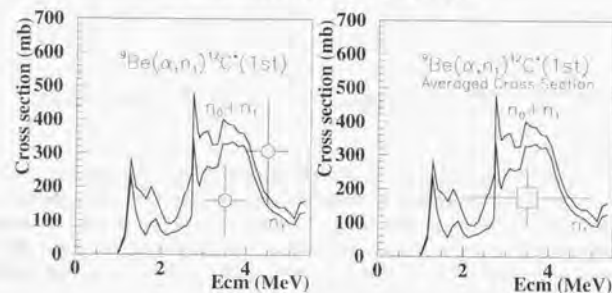 700
600
500
400
300
200
100
0
Cross section (mb)
⁹Be(α,n₁)¹²C*(1st)
n₀+n₁
n₁
0 2 4
Ecm (MeV)
700
600
500
400
300
200
100
0
Cross section (mb)
⁹Be(α,n₁)¹²C*(1st)
Averaged Cross Section
n₀+n₁
n₁
0 2 4
Ecm (MeV)